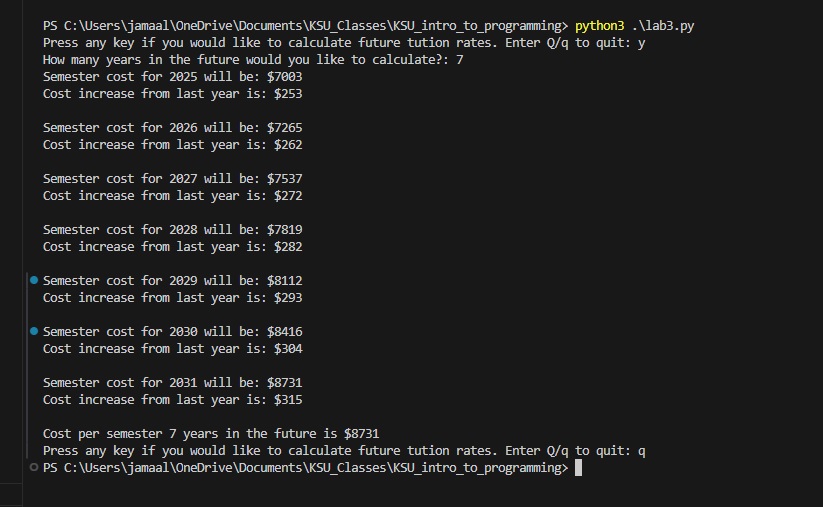 PS C:\Users\jamaal\OneDrive\Documents\KSU_Classes\KSU_intro_to_programming> python3 .\lab3.py
Press any key if you would like to calculate future tution rates. Enter Q/q to quit: y
How many years in the future would you like to calculate?: 7
Semester cost for 2025 will be: $7003
Cost increase from last year is: $253

Semester cost for 2026 will be: $7265
Cost increase from last year is: $262

Semester cost for 2027 will be: $7537
Cost increase from last year is: $272

Semester cost for 2028 will be: $7819
Cost increase from last year is: $282

Semester cost for 2029 will be: $8112
Cost increase from last year is: $293

Semester cost for 2030 will be: $8416
Cost increase from last year is: $304

Semester cost for 2031 will be: $8731
Cost increase from last year is: $315

Cost per semester 7 years in the future is $8731
Press any key if you would like to calculate future tution rates. Enter Q/q to quit: q
PS C:\Users\jamaal\OneDrive\Documents\KSU_Classes\KSU_intro_to_programming>